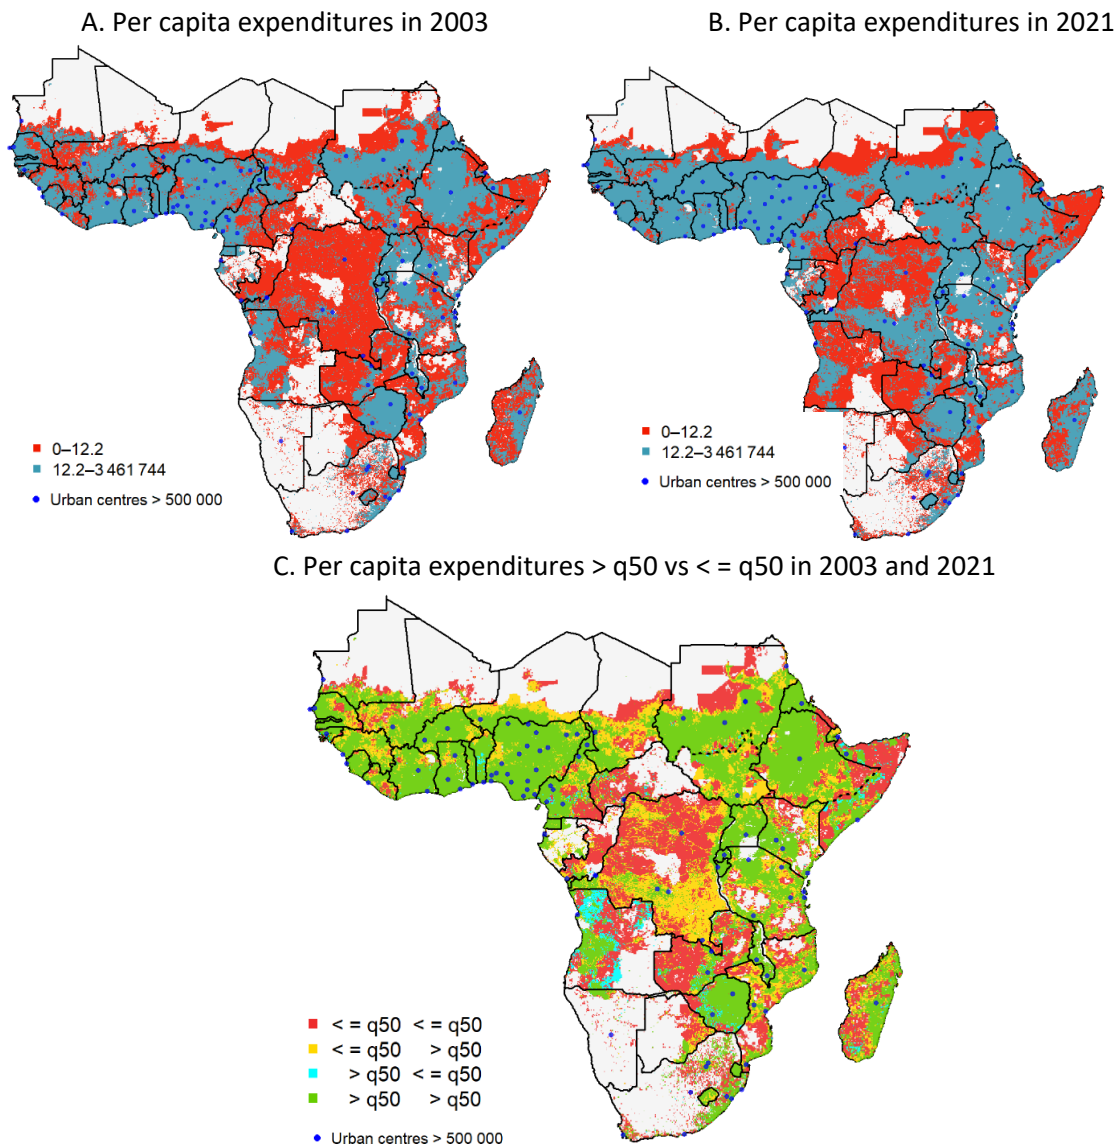 A. Per capita expenditures in 2003
B. Per capita expenditures in 2021
0–12.2
12.2–3 461 744
Urban centres > 500 000
0–12.2
12.2–3 461 744
Urban centres > 500 000
C. Per capita expenditures > q50 vs < = q50 in 2003 and 2021
< = q50 < = q50
< = q50 > q50
> q50 < = q50
> q50 > q50
Urban centres > 500 000